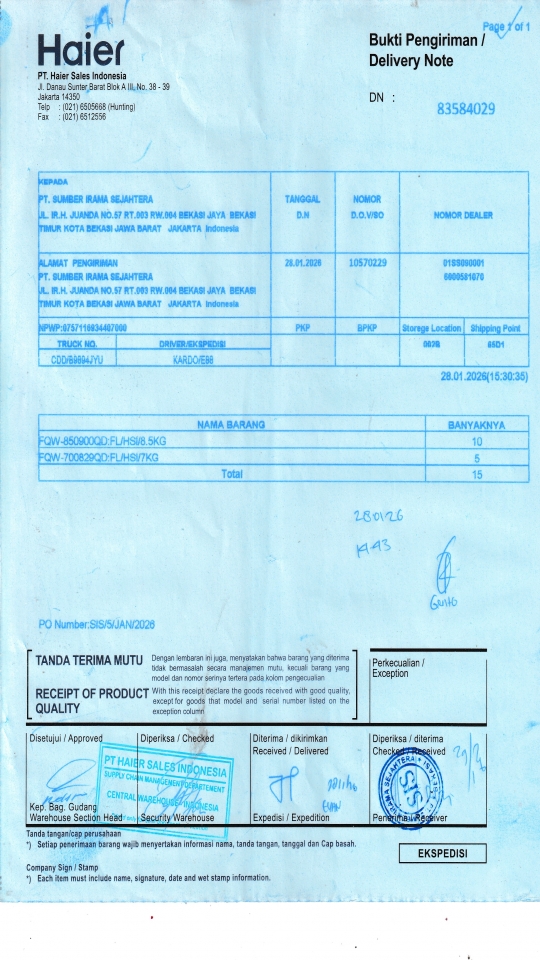 Page 1 of 1
Haier
Bukti Pengiriman /
Delivery Note
PT. Haier Sales Indonesia
Jl. Danau Sunter Barat Blok A III, No. 38 - 39
Jakarta 14350
Telp : (021) 6505668 (Hunting)
Fax : (021) 6512556
DN : 83584029
KEPADA
PT. SUMBER IRAMA SEJAHTERA
JL. IR.H. JUANDA NO.57 RT.003 RW.004 BEKASI JAYA BEKASI
TIMUR KOTA BEKASI JAWA BARAT JAKARTA Indonesia
TANGGAL
D.N
NOMOR
D.O.V/SO
NOMOR DEALER
ALAMAT PENGIRIMAN
PT. SUMBER IRAMA SEJAHTERA
JL. IR.H. JUANDA NO.57 RT.003 RW.004 BEKASI JAYA BEKASI
TIMUR KOTA BEKASI JAWA BARAT JAKARTA Indonesia
28.01.2026
10570229
PKP BPKP Storege Location Shipping Point
TRUCK NO. DRIVER/EKSPEDISI
KARDO/E88
28.01.2026(15:30:35)
NAMA BARANG BANYAKNYA
FQW-850900QD:FL/HSI/8.5KG 10
FQW-700829QD:FL/HSI/7KG 5
Total 15
280126
1443
PO Number:SIS/5/JAN/2026
TANDA TERIMA MUTU
Dengan lembaran ini juga, menyatakan bahwa barang yang diterima
tidak bermasalah secara manajemen mutu, kecuali barang yang
model dan nomor serinya tertera pada kolom pengecualian
RECEIPT OF PRODUCT
QUALITY
With this receipt declare the goods received with good quality,
except for goods that model and serial number listed on the
exception column
Perkecualian /
Exception
Disetujui / Approved
Diperiksa / Checked
Diterima / dikirimkan
Received / Delivered
Diperiksa / diterima
Checked / Received
PT HAIER SALES INDONESIA
SUPPLY CHAIN MANAGEMENT DEPARTEMENT
CENTRAL WAREHOUSE INDONESIA
SIS
Kep. Bag. Gudang
Warehouse Section Head
Security Warehouse
Expedisi / Expedition
Penerima / Receiver
Tanda tangan/cap perusahaan
*) Setiap penerimaan barang wajib menyertakan informasi nama, tanda tangan, tanggal dan Cap basah.
EKSPEDISI
Company Sign / Stamp
*) Each item must include name, signature, date and wet stamp information.